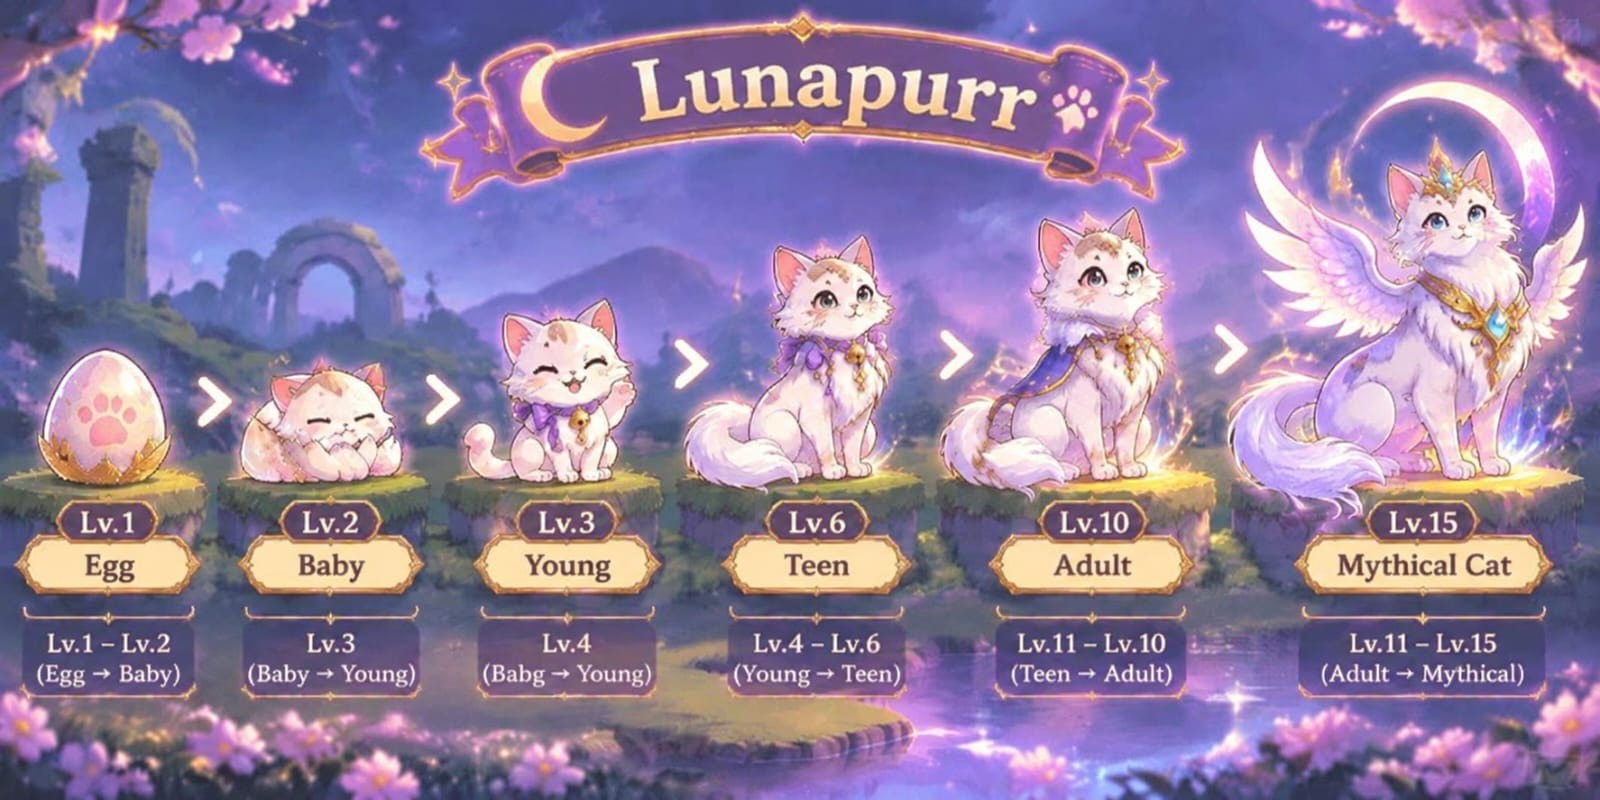 Lunapurr
Lv.1
Egg
Lv.1 – Lv.2
(Egg → Baby)
Lv.2
Baby
Lv.3
(Baby → Young)
Lv.3
Young
Lv.4
(Babg → Young)
Lv.6
Teen
Lv.4 – Lv.6
(Young → Teen)
Lv.10
Adult
Lv.11 – Lv.10
(Teen → Adult)
Lv.15
Mythical Cat
Lv.11 – Lv.15
(Adult → Mythical)